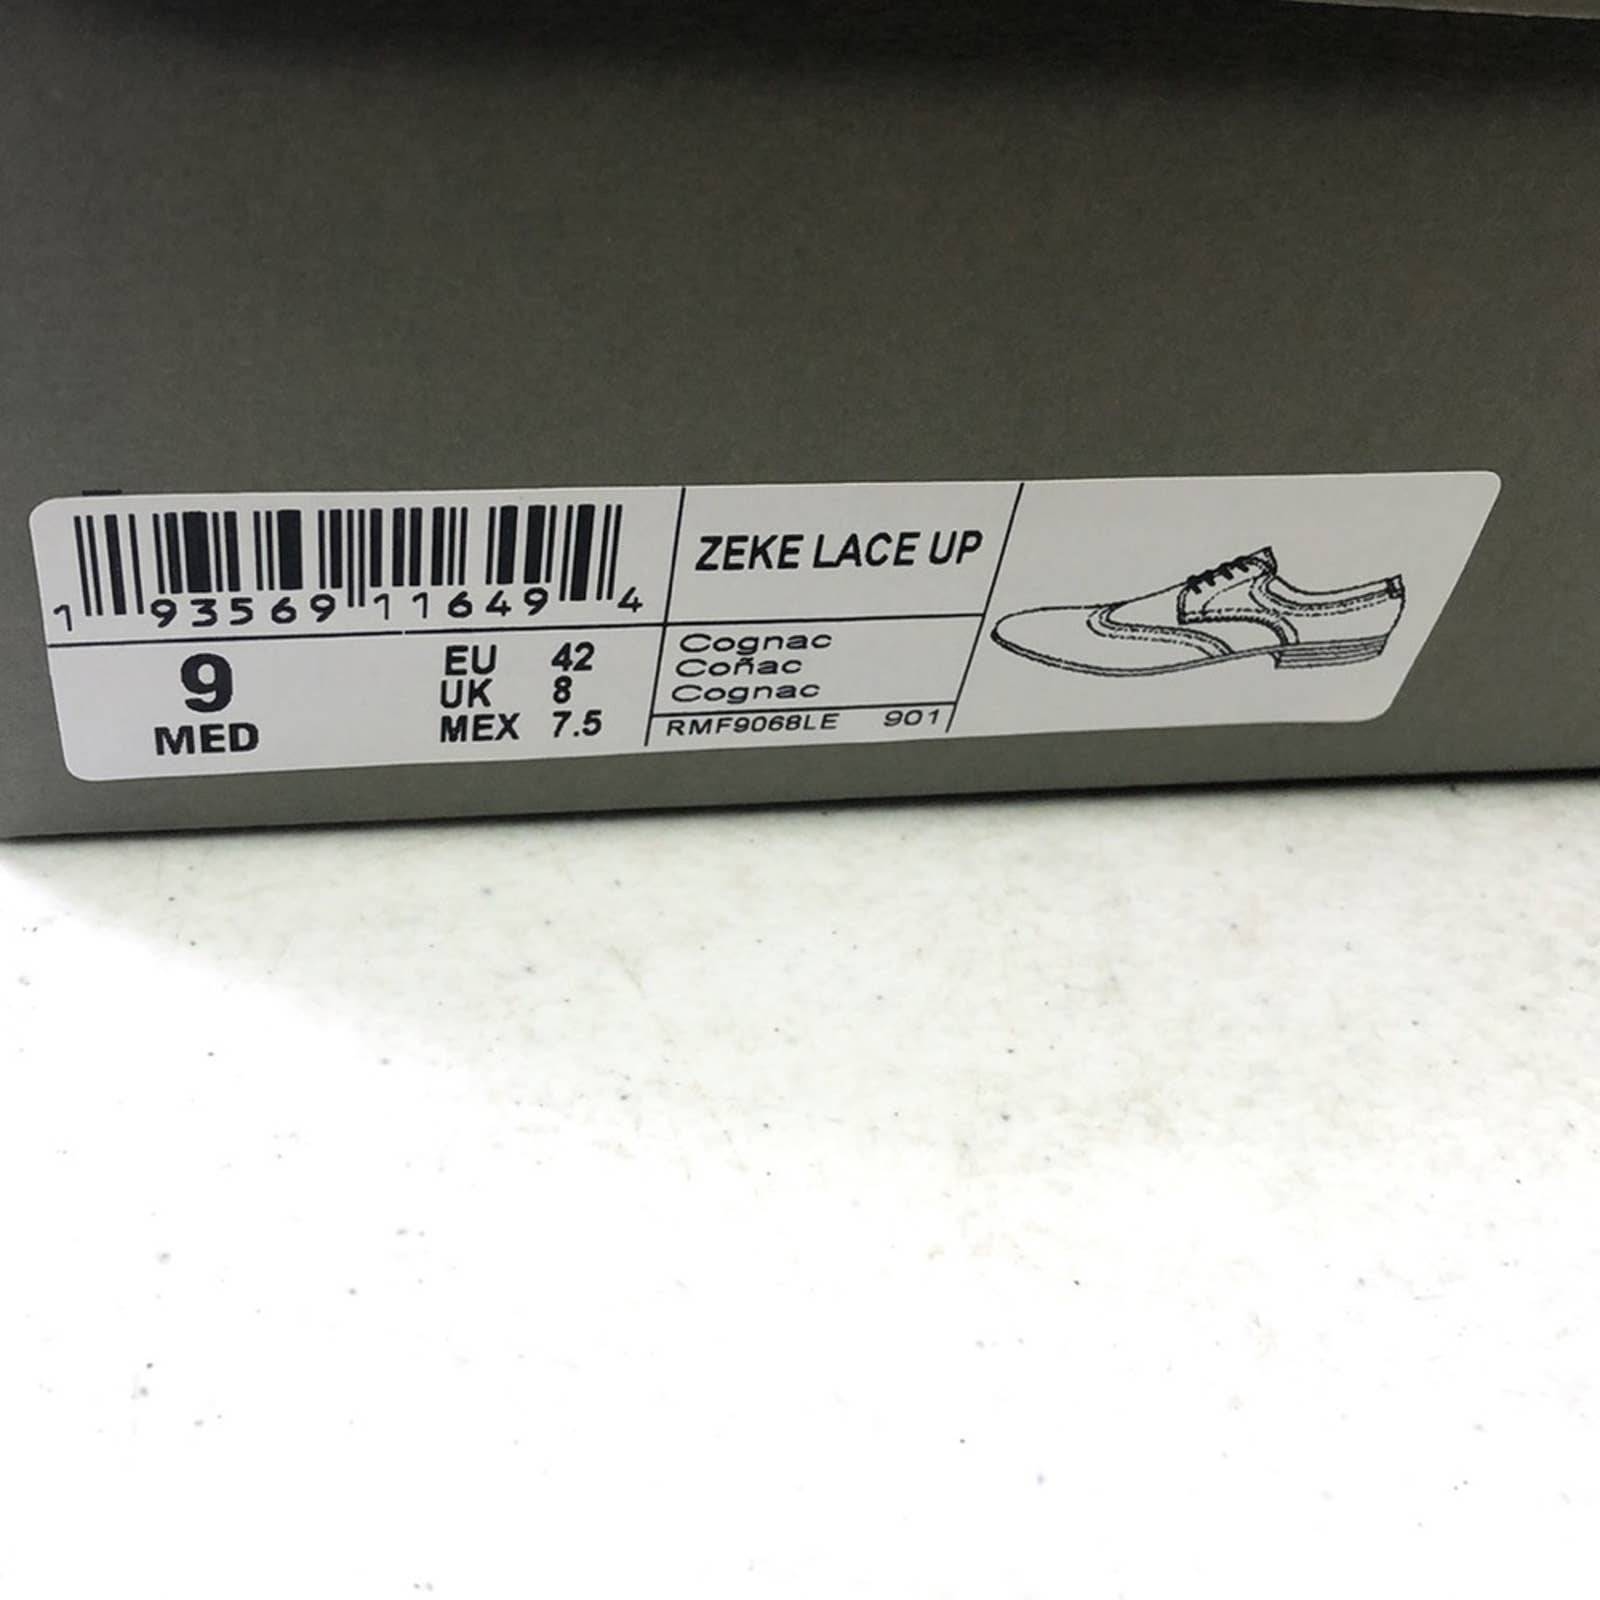 1 93569 11649 4
9
MED
EU 42
UK 8
MEX 7.5
ZEKE LACE UP
Cognac
Coñac
Cognac
RMF9068LE 901